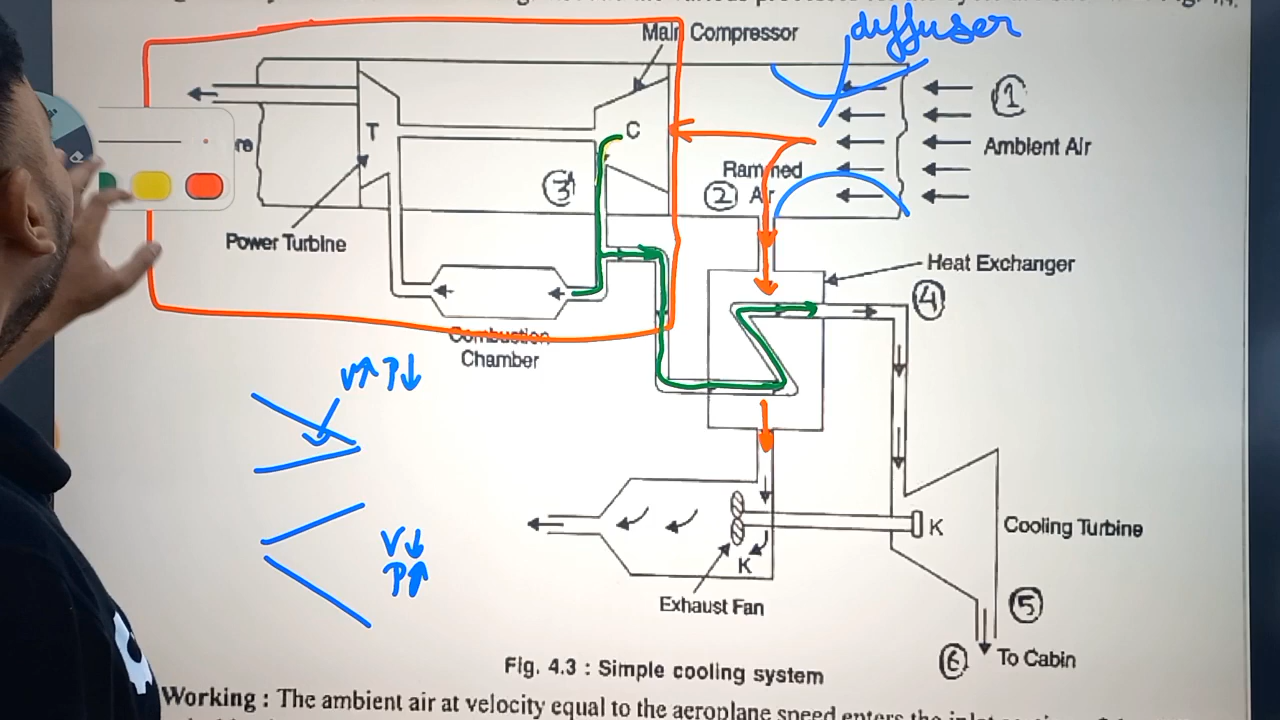 Main Compressor
diffuser
1
T
C
re
Ambient Air
Rammed
2 Air
3
Power Turbine
Heat Exchanger
4
Combustion
Chamber
V↑ P↓
V↓
P↑
K
Cooling Turbine
K
Exhaust Fan
5
6 To Cabin
Fig. 4.3 : Simple cooling system
Working : The ambient air at velocity equal to the aeroplane speed enters the inlet